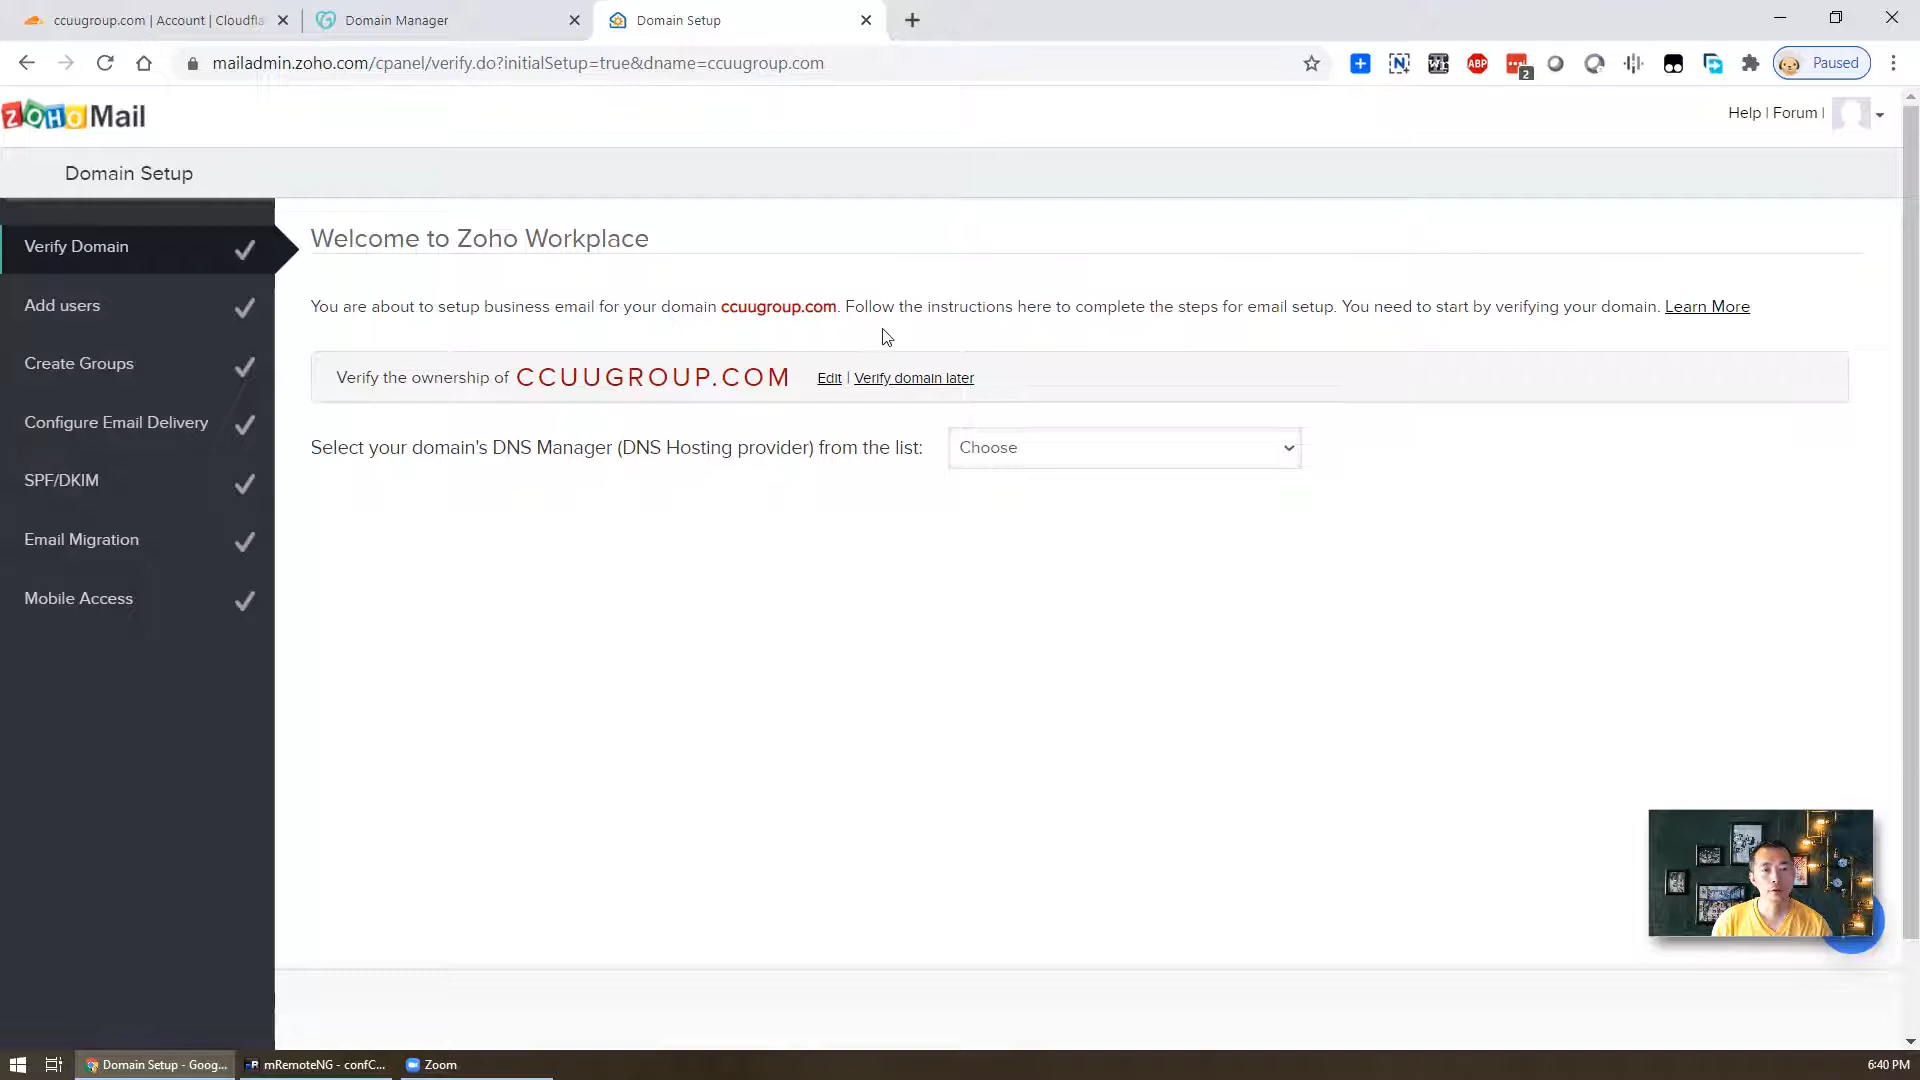 ccuugroup.com | Account | Cloudfla
Domain Manager
Domain Setup
mailadmin.zoho.com/cpanel/verify.do?initialSetup=true&dname=ccuugroup.com
ABP
2
Paused
ZOHO Mail
Help | Forum |
Domain Setup
Verify Domain
Add users
Create Groups
Configure Email Delivery
SPF/DKIM
Email Migration
Mobile Access
Welcome to Zoho Workplace
You are about to setup business email for your domain ccuugroup.com. Follow the instructions here to complete the steps for email setup. You need to start by verifying your domain. Learn More
Verify the ownership of CCUUGROUP.COM Edit | Verify domain later
Select your domain's DNS Manager (DNS Hosting provider) from the list: Choose
Domain Setup - Goog...
mRemoteNG - confC...
Zoom
6:40 PM